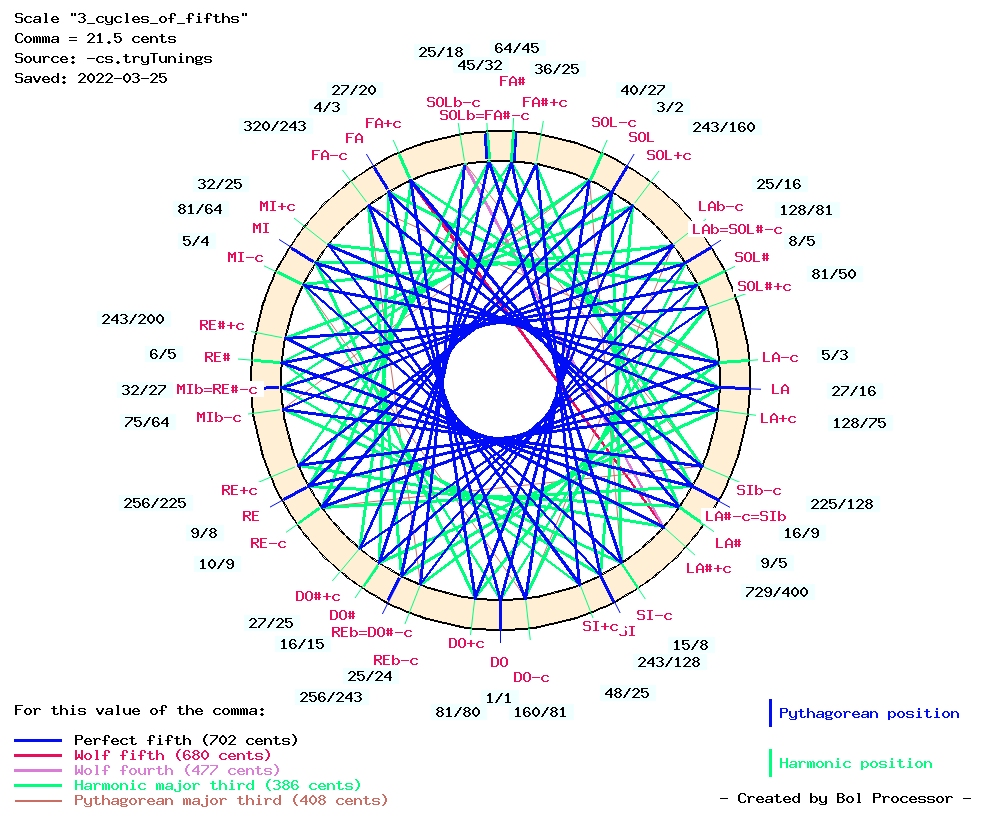 Scale "3_cycles_of_fifths"
Comma = 21.5 cents
Source: -cs.tryTunings
Saved: 2022-03-25
64/45
25/18
45/32
36/25
FA#
27/20
40/27
4/3
3/2
SOLb-c
FA#+c
SOLb=FA#-c
320/243
FA+c
SOL-c
243/160
FA
SOL
FA-c
SOL+c
32/25
25/16
81/64
MI+c
LAb-c
128/81
MI
LAb=SOL#-c
5/4
8/5
MI-c
SOL#
81/50
SOL#+c
243/200
RE#+c
6/5
RE#
LA-c
5/3
32/27
MIb=RE#-c
LA
27/16
75/64
MIb-c
LA+c
128/75
RE+c
SIb-c
256/225
225/128
RE
LA#-c=SIb
9/8
16/9
RE-c
LA#
10/9
9/5
LA#+c
729/400
DO#+c
DO#
SI-c
27/25
REb=DO#-c
SI+c
SI
16/15
DO+c
15/8
REb-c
DO
243/128
25/24
DO-c
256/243
1/1
48/25
81/80
160/81
For this value of the comma:
Perfect fifth (702 cents)
Wolf fifth (680 cents)
Wolf fourth (477 cents)
Harmonic major third (386 cents)
Pythagorean major third (408 cents)
Pythagorean position
Harmonic position
- Created by Bol Processor -